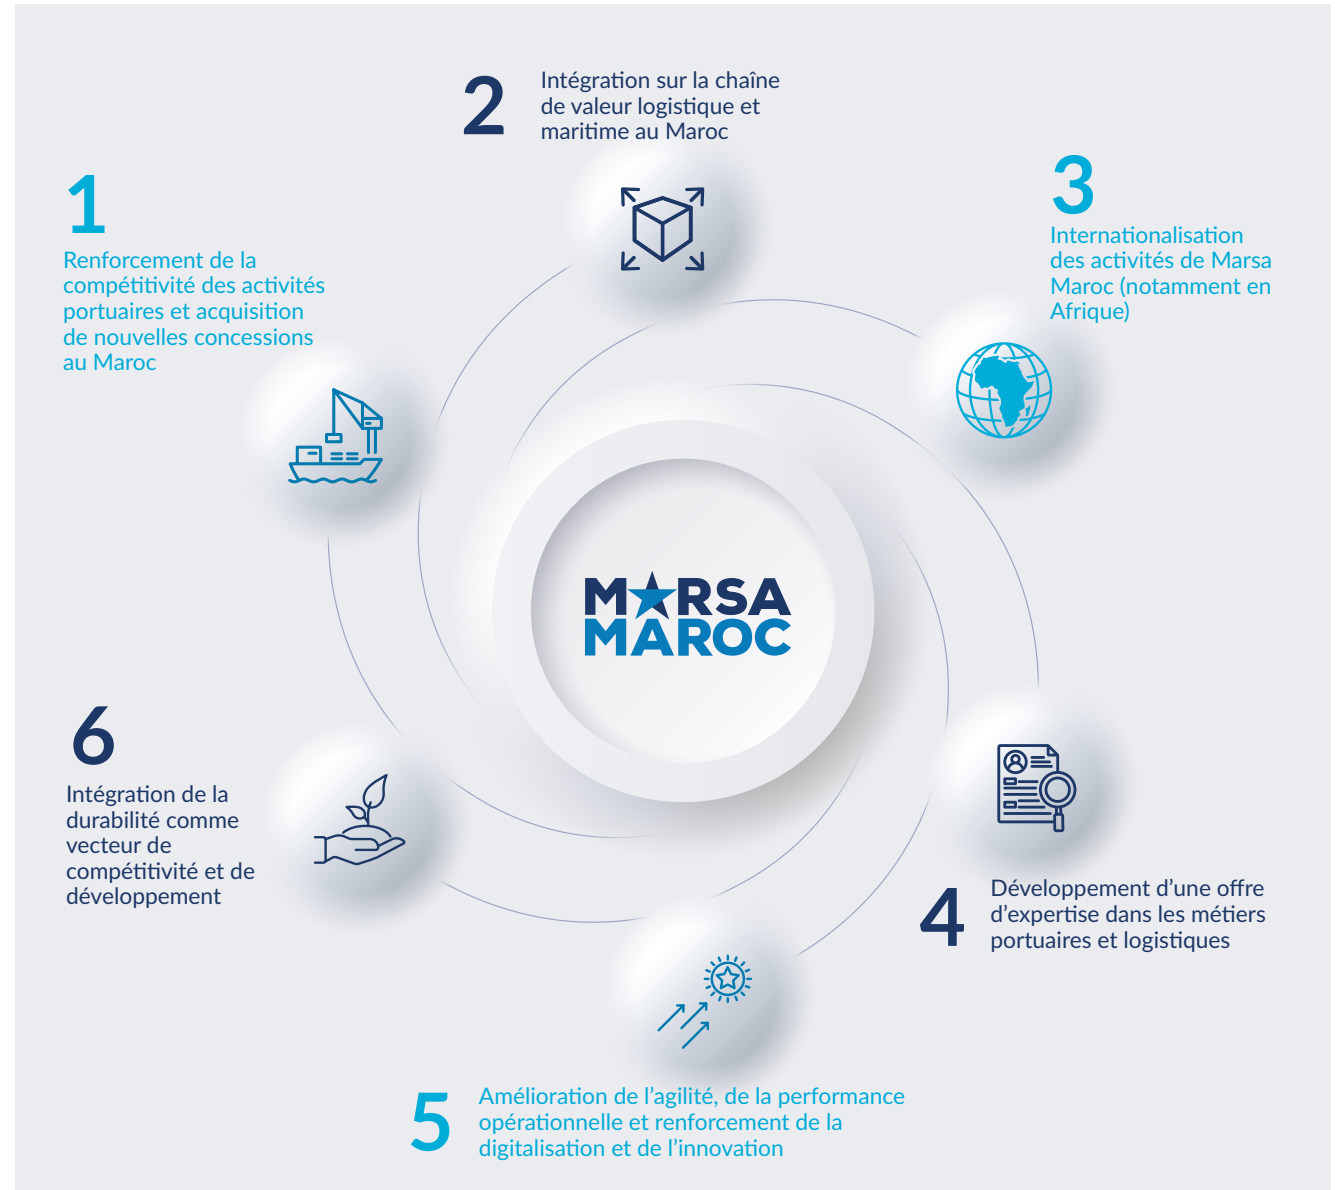 1
Renforcement de la
compétitivité des activités
portuaires et acquisition
de nouvelles concessions
au Maroc
2
Intégration sur la chaîne
de valeur logistique et
maritime au Maroc
3
Internationalisation
des activités de Marsa
Maroc (notamment en
Afrique)
MARSA
MAROC
4
Développement d’une offre
d’expertise dans les métiers
portuaires et logistiques
5
Amélioration de l’agilité, de la performance
opérationnelle et renforcement de la
digitalisation et de l’innovation
6
Intégration de la
durabilité comme
vecteur de
compétitivité et de
développement